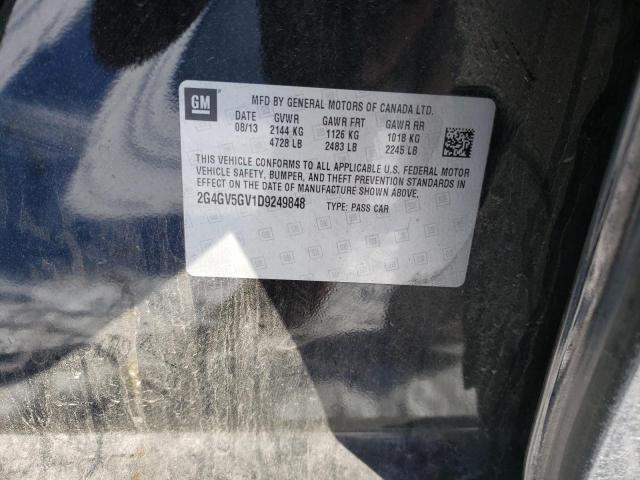 GM
MFD BY GENERAL MOTORS OF CANADA LTD.
DATE GVWR GAWR FRT GAWR RR
08/13 2144 KG 1126 KG 1018 KG
4728 LB 2483 LB 2245 LB
THIS VEHICLE CONFORMS TO ALL APPLICABLE U.S. FEDERAL MOTOR
VEHICLE SAFETY, BUMPER, AND THEFT PREVENTION STANDARDS IN
EFFECT ON THE DATE OF MANUFACTURE SHOWN ABOVE.
2G4GV5GV1D9249848 TYPE: PASS CAR